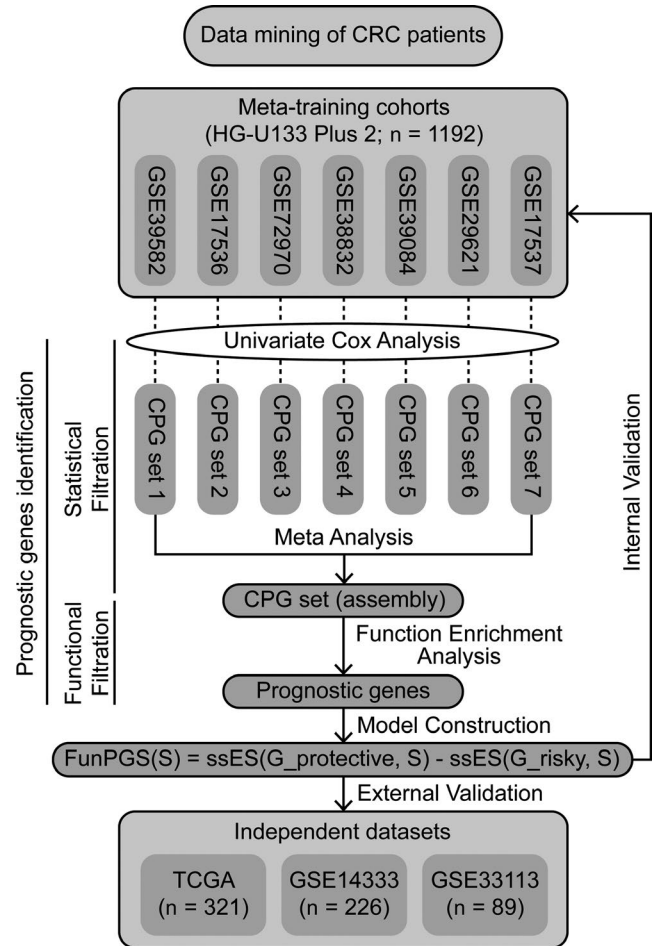 Data mining of CRC patients
Meta-training cohorts
(HG-U133 Plus 2; n = 1192)
GSE39582
GSE17536
GSE72970
GSE38832
GSE39084
GSE29621
GSE17537
Univariate Cox Analysis
CPG set 1
CPG set 2
CPG set 3
CPG set 4
CPG set 5
CPG set 6
CPG set 7
Meta Analysis
CPG set (assembly)
Function Enrichment
Analysis
Prognostic genes
Model Construction
FunPGS(S) = ssES(G_protective, S) - ssES(G_risky, S)
External Validation
Independent datasets
TCGA
(n = 321)
GSE14333
(n = 226)
GSE33113
(n = 89)
Prognostic genes identification
Statistical
Filtration
Functional
Filtration
Internal Validation